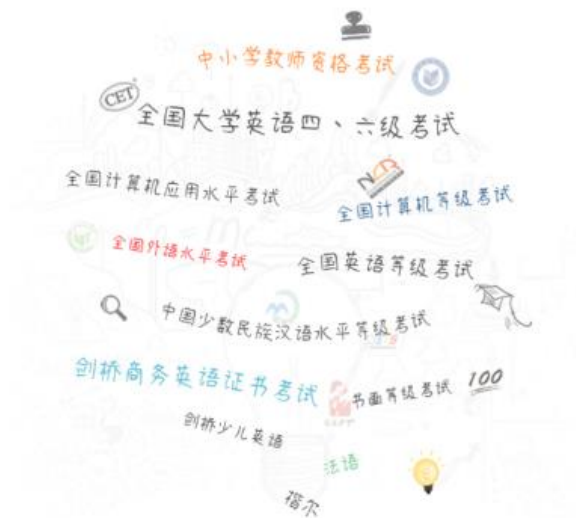 中小学教师资格考试
CET
全国大学英语四、六级考试
全国计算机应用水平考试
NCR
全国计算机等级考试
全国外语水平考试
全国英语等级考试
中国少数民族汉语水平等级考试
剑桥商务英语证书考试
书画等级考试
100
剑桥少儿英语
法语
楷尔